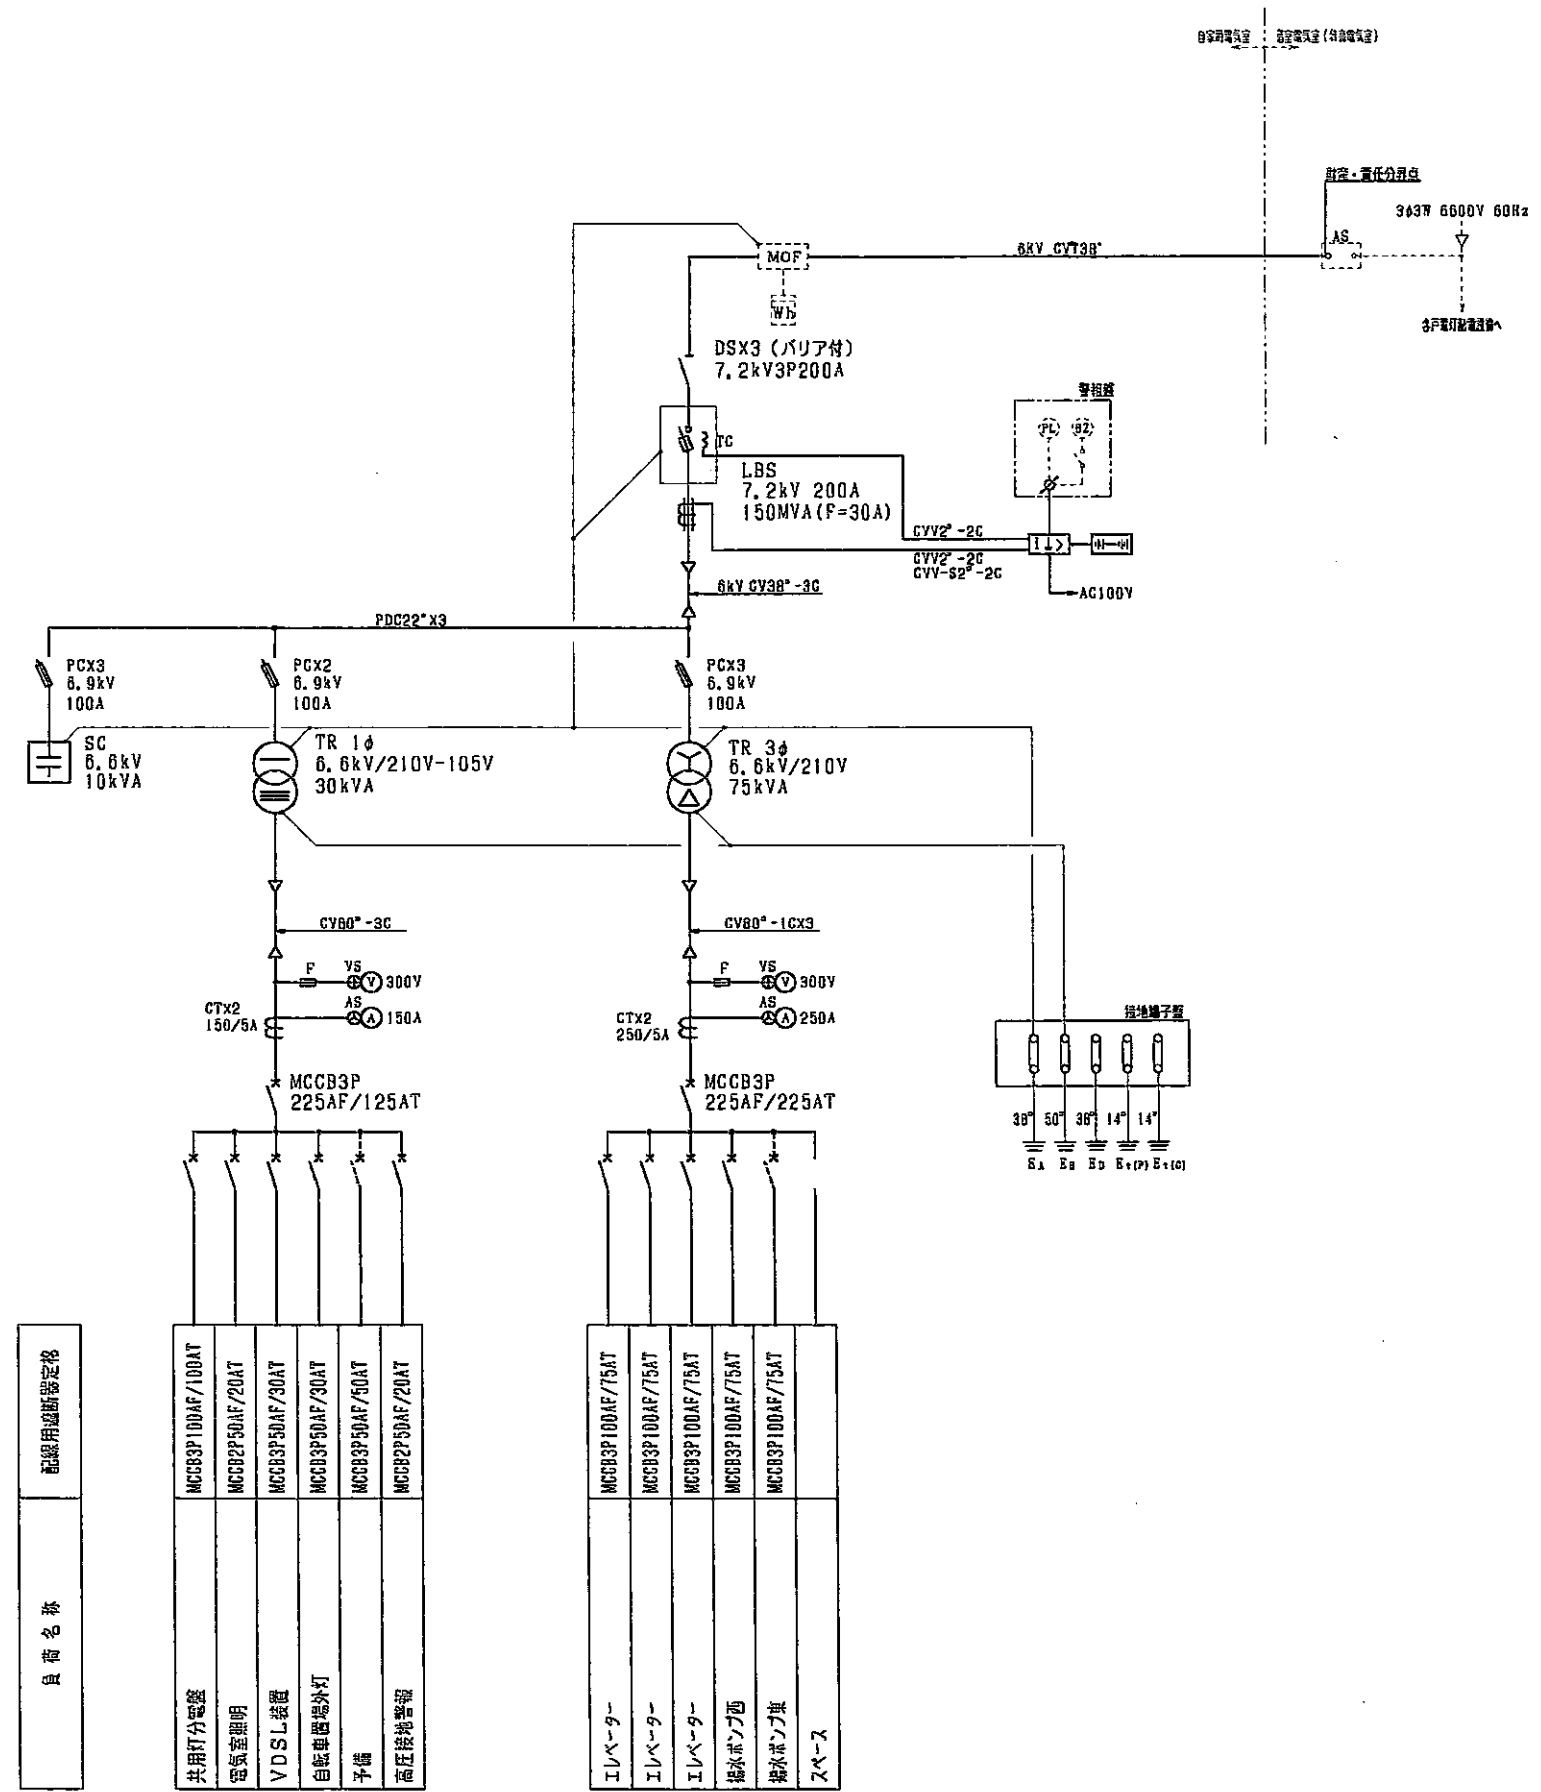 自家用電気室
借室電気室(特高電気室)
財産・責任分界点
3φ3W 6600V 60Hz
AS
各戸電灯配電設備へ
6KV CVT38°
MOF
Wh
DSX3 (バリア付)
7.2kV3P200A
TC
LBS
7.2kV 200A
150MVA(F=30A)
警報盤
PL
BZ
CVV2°-2C
CVV2°-2C
CVV-S2°-2C
I⏚>
AC100V
6kV CV38°-3C
PDC22°X3
PCX3
6.9kV
100A
PCX2
6.9kV
100A
PCX3
6.9kV
100A
SC
6.6kV
10kVA
TR 1φ
6.6kV/210V-105V
30kVA
TR 3φ
6.6kV/210V
75kVA
CV60°-3C
CV80°-1CX3
F
VS
V
300V
AS
A
150A
CTX2
150/5A
F
VS
V
300V
AS
A
250A
CTX2
250/5A
MCCB3P
225AF/125AT
MCCB3P
225AF/225AT
接地端子盤
38°
50°
38°
14°
14°
EA
EB
ED
Et(P)
Et(C)
配線用遮断器定格
負荷名称
MCCB3P100AF/100AT
共用灯分電盤
MCCB2P50AF/20AT
電気室照明
MCCB3P50AF/30AT
VDSL装置
MCCB3P50AF/30AT
自転車置場外灯
MCCB3P50AF/50AT
予備
MCCB2P50AF/20AT
高圧接地警報
MCCB3P100AF/75AT
エレベーター
MCCB3P100AF/75AT
エレベーター
MCCB3P100AF/75AT
エレベーター
MCCB3P100AF/75AT
揚水ポンプ西
MCCB3P100AF/75AT
揚水ポンプ東
スペース